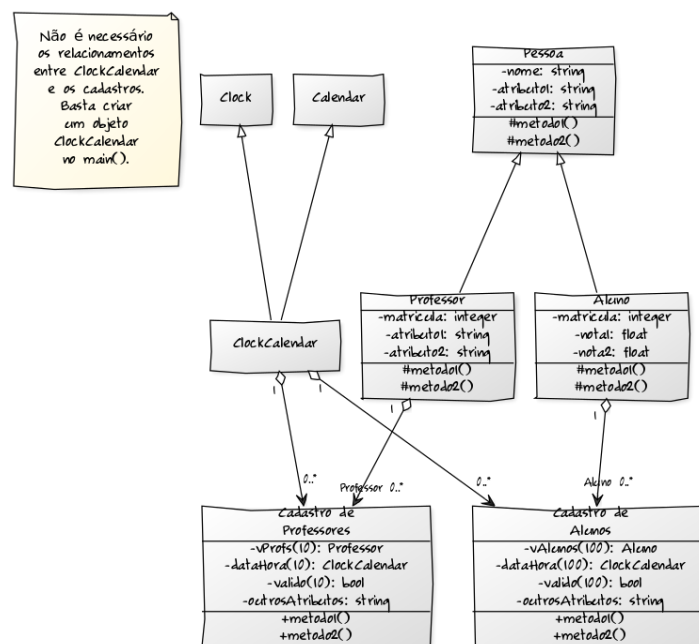 Não é necessário
os relacionamentos
entre ClockCalendar
e os cadastros.
Basta criar
um objeto
ClockCalendar
no main().
Clock
Calendar
Pessoa
-nome: string
-atributo1: string
-atributo2: string
#metodo1()
#metodo2()
ClockCalendar
Professor
-matricula: integer
-atributo1: string
-atributo2: string
#metodo1()
#metodo2()
Aluno
-matricula: integer
-nota1: float
-nota2: float
#metodo1()
#metodo2()
1
1
1
1
0..*
Professor 0..*
0..*
Aluno 0..*
Cadastro de
Professores
-vProfs(10): Professor
-dataHora(10): ClockCalendar
-valido(10): bool
-outrosAtributos: string
+metodo1()
+metodo2()
Cadastro de
Alunos
-vAlunos(100): Aluno
-dataHora(100): ClockCalendar
-valido(100): bool
-outrosAtributos: string
+metodo1()
+metodo2()